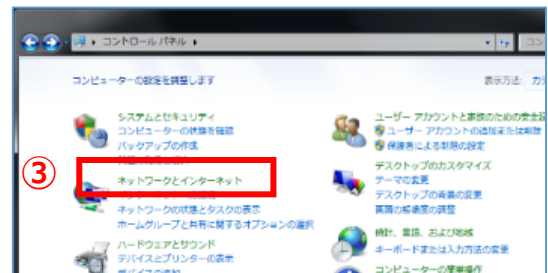 コントロール パネル
コンピューターの設定を調整します
表示方法:
システムとセキュリティ
コンピューターの状態を確認
バックアップの作成
③
ネットワークとインターネット
ネットワークの状態とタスクの表示
ホームグループと共有に関するオプションの選択
ハードウェアとサウンド
デバイスとプリンターの表示
デバイスの追加
ユーザー アカウントと家族のための安全設
ユーザー アカウントの追加または削除
保護者による制限の設定
デスクトップのカスタマイズ
テーマの変更
デスクトップの背景の変更
画面の解像度の調整
時計、言語、および地域
キーボードまたは入力方法の変更
コンピューターの簡単操作